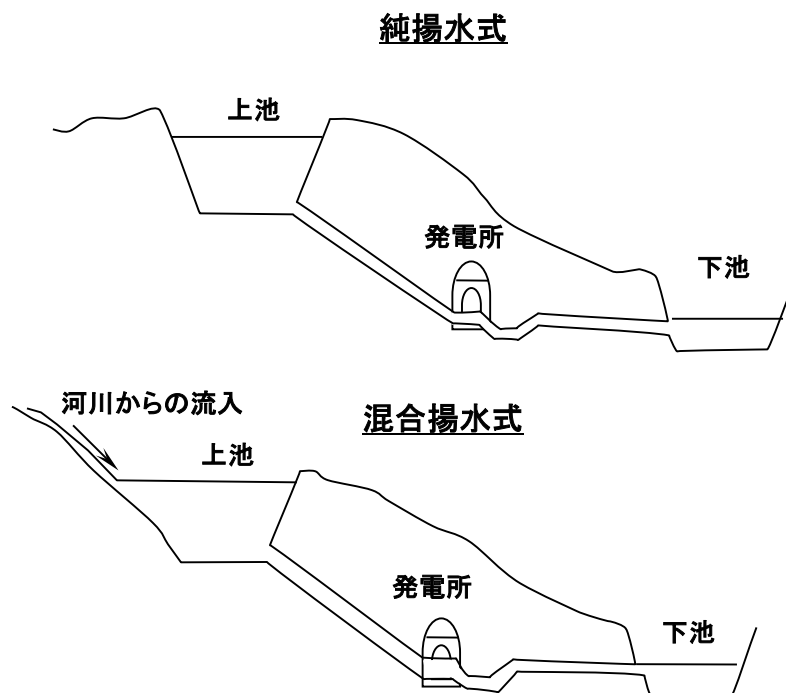 純揚水式
上池
発電所
下池
河川からの流入
混合揚水式
上池
発電所
下池